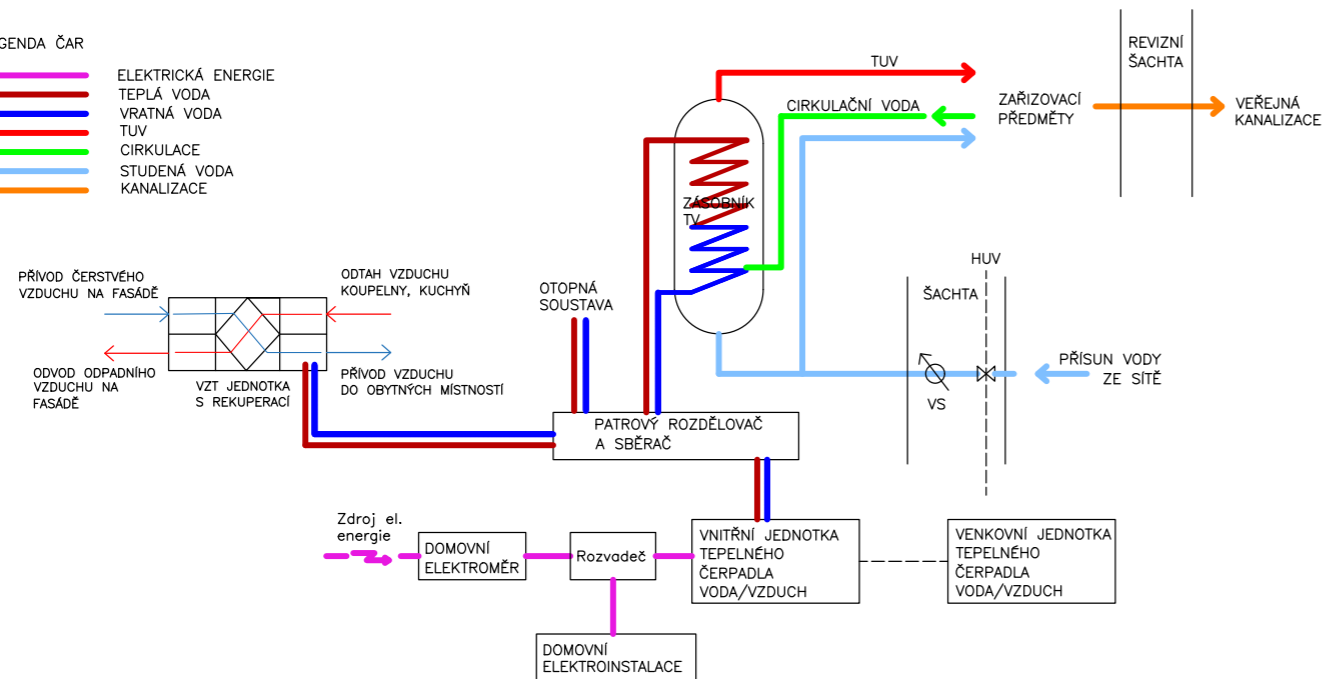 GENDA ČAR
ELEKTRICKÁ ENERGIE
TEPLÁ VODA
VRATNÁ VODA
TUV
CIRKULACE
STUDENÁ VODA
KANALIZACE
TUV
CIRKULAČNÍ VODA
ZAŘIZOVACÍ
PŘEDMĚTY
REVIZNÍ
ŠACHTA
VEŘEJNÁ
KANALIZACE
ZÁSOBNÍK
TV
PŘÍVOD ČERSTVÉHO
VZDUCHU NA FASÁDĚ
ODTAH VZDUCHU
KOUPELNY, KUCHYŇ
ODVOD ODPADNÍHO
VZDUCHU NA
FASÁDĚ
VZT JEDNOTKA
S REKUPERACÍ
PŘÍVOD VZDUCHU
DO OBYTNÝCH MÍSTNOSTÍ
OTOPNÁ
SOUSTAVA
HUV
ŠACHTA
VS
PŘÍSUN VODY
ZE SÍTĚ
PATROVÝ ROZDĚLOVAČ
A SBĚRAČ
Zdroj el.
energie
DOMOVNÍ
ELEKTROMĚR
Rozvadeč
VNITŘNÍ JEDNOTKA
TEPELNÉHO
ČERPADLA
VODA/VZDUCH
VENKOVNÍ JEDNOTKA
TEPELNÉHO
ČERPADLA
VODA/VZDUCH
DOMOVNÍ
ELEKTROINSTALACE